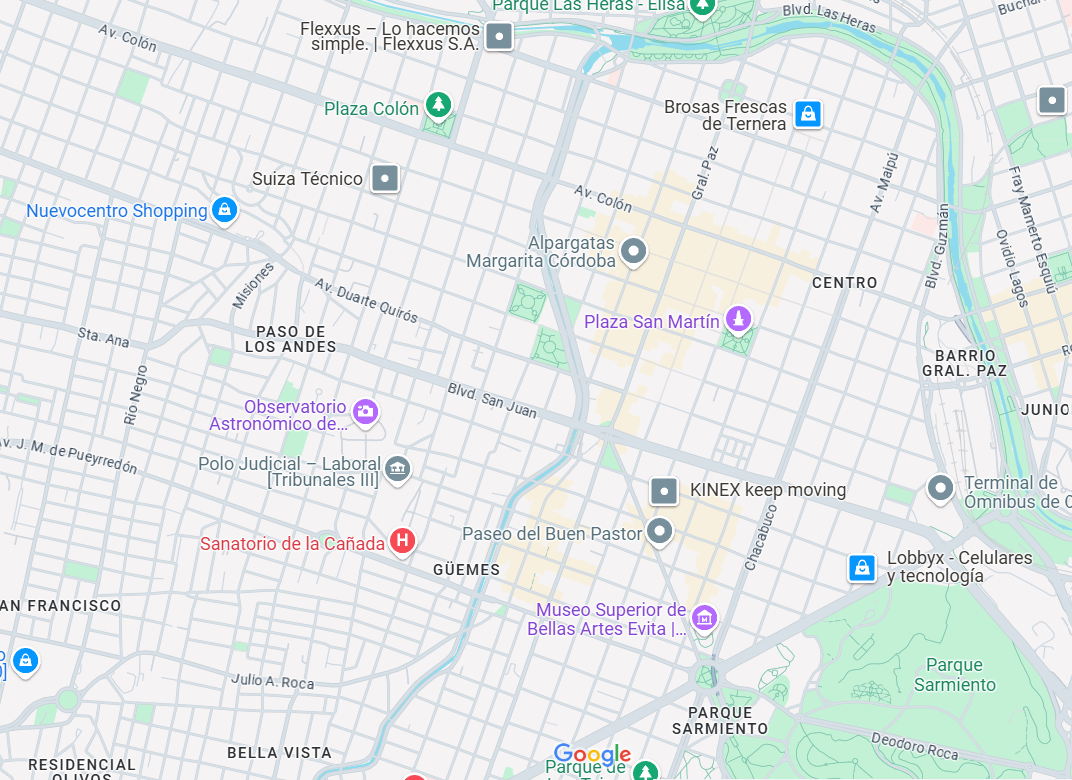 Parque Las Heras - Elisa
Blvd. Las Heras
Av. Colón
Flexxus – Lo hacemos
simple. | Flexxus S.A.
Plaza Colón
Brosas Frescas
de Ternera
Gral. Paz
Av. Maipú
Suiza Técnico
Nuevocentro Shopping
Av. Colón
Fray Mamerto Esquiú
Blvd. Guzmán
Ovidio Lagos
Alpargatas
Margarita Córdoba
CENTRO
Misiones
Av. Duarte Quirós
Plaza San Martín
Sta. Ana
PASO DE
LOS ANDES
BARRIO
GRAL. PAZ
Río Negro
Blvd. San Juan
JUNIO
Observatorio
Astronómico de...
Av. J. M. de Pueyrredón
Polo Judicial – Laboral
[Tribunales III]
KINEX keep moving
Terminal de
Ómnibus de
Paseo del Buen Pastor
Chacabuco
Sanatorio de la Cañada
H
Lobbyx - Celulares
y tecnología
GÜEMES
AN FRANCISCO
Museo Superior de
Bellas Artes Evita |...
Parque
Sarmiento
Julio A. Roca
PARQUE
SARMIENTO
Deodoro Roca
BELLA VISTA
Google
RESIDENCIAL
OLIVOS
Parque de